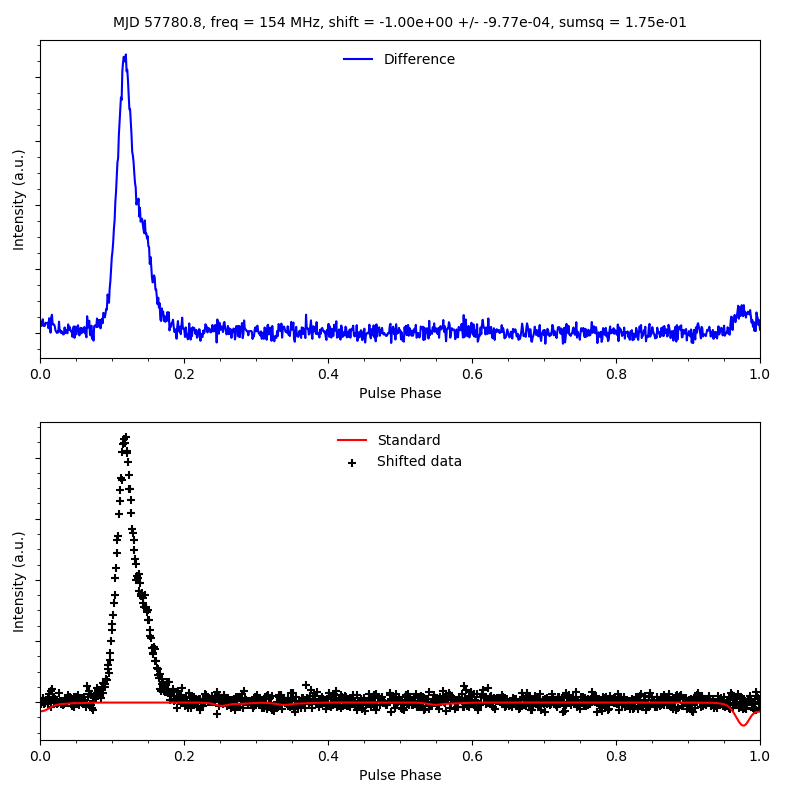 MJD 57780.8, freq = 154 MHz, shift = -1.00e+00 +/- -9.77e-04, sumsq = 1.75e-01
Difference
Intensity (a.u.)
0.0 0.2 0.4 0.6 0.8 1.0
Pulse Phase
Standard
Shifted data
Intensity (a.u.)
0.0 0.2 0.4 0.6 0.8 1.0
Pulse Phase